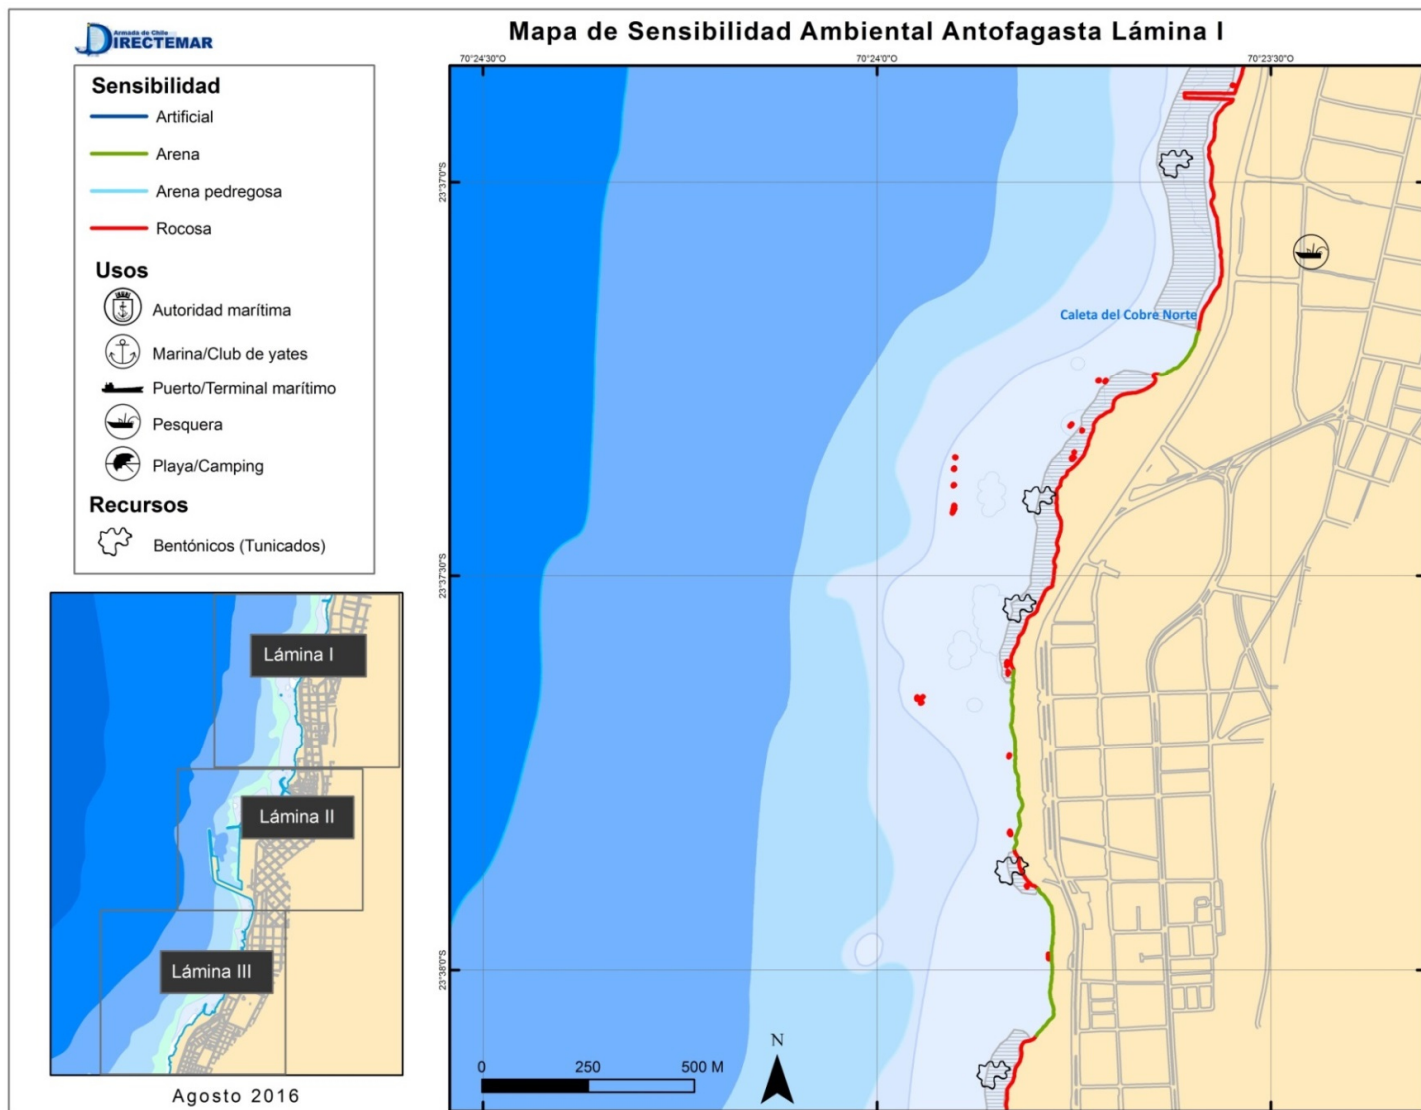 Mapa de Sensibilidad Ambiental Antofagasta Lámina I
Armada de Chile
DIRECTEMAR
Sensibilidad
Artificial
Arena
Arena pedregosa
Rocosa
Usos
Autoridad marítima
Marina/Club de yates
Puerto/Terminal marítimo
Pesquera
Playa/Camping
Recursos
Bentónicos (Tunicados)
Lámina I
Lámina II
Lámina III
Agosto 2016
70°24'30"O
70°24'0"O
70°23'30"O
23°37'0"S
23°37'30"S
23°38'0"S
Caleta del Cobre Norte
0 250 500 M
N